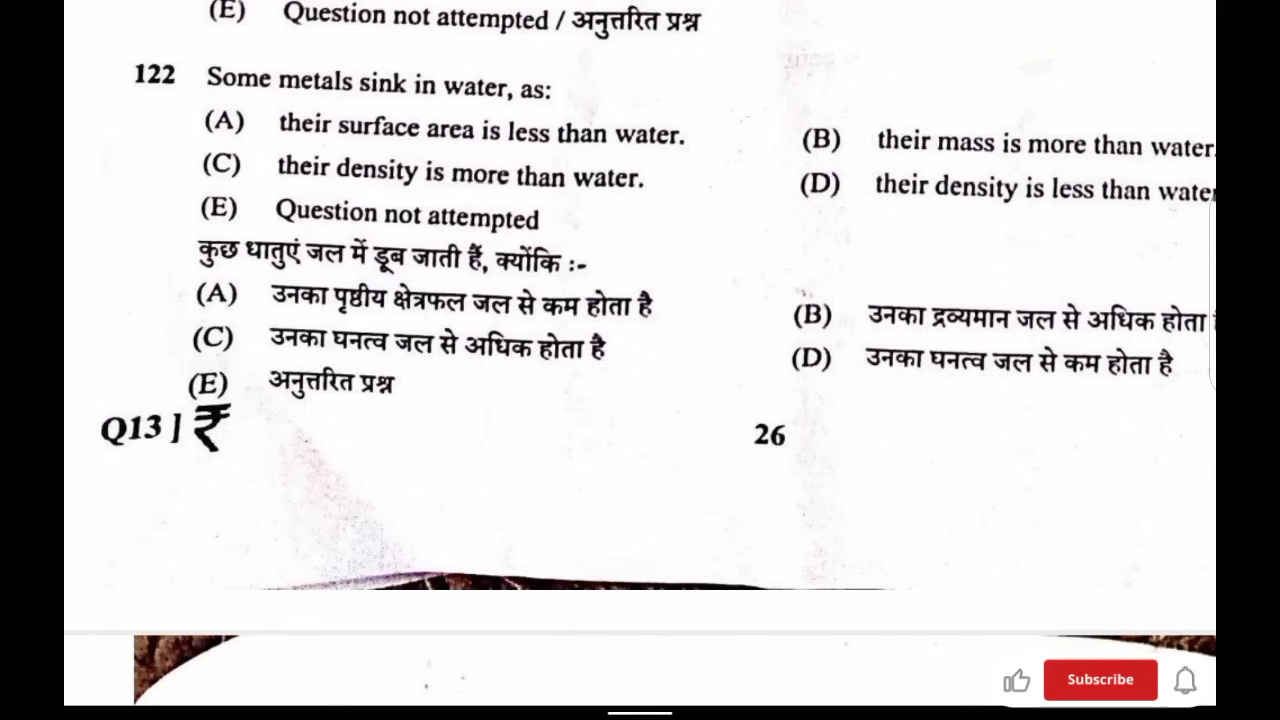 (E) Question not attempted / अनुत्तरित प्रश्न
122 Some metals sink in water, as:
(A) their surface area is less than water. (B) their mass is more than water.
(C) their density is more than water. (D) their density is less than water
(E) Question not attempted
कुछ धातुएं जल में डूब जाती हैं, क्योंकि :-
(A) उनका पृष्ठीय क्षेत्रफल जल से कम होता है (B) उनका द्रव्यमान जल से अधिक होता
(C) उनका घनत्व जल से अधिक होता है (D) उनका घनत्व जल से कम होता है
(E) अनुत्तरित प्रश्न
Q13 ] ₹ 26
Subscribe